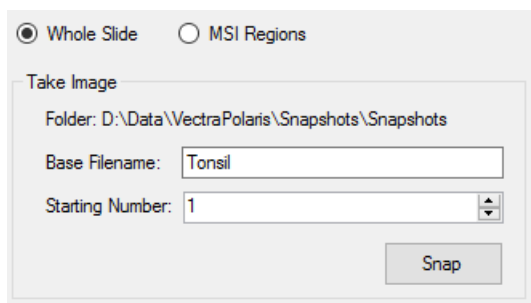 Whole Slide MSI Regions
Take Image
Folder: D:\Data\VectraPolaris\Snapshots\Snapshots
Base Filename: Tonsil
Starting Number: 1
Snap